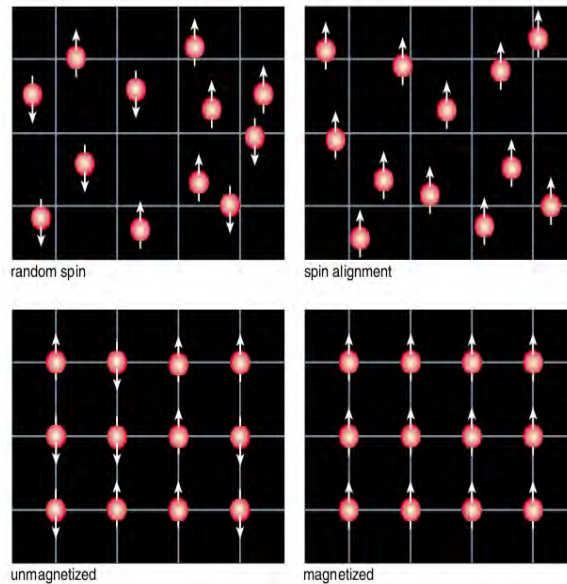 random spin
spin alignment
unmagnetized
magnetized